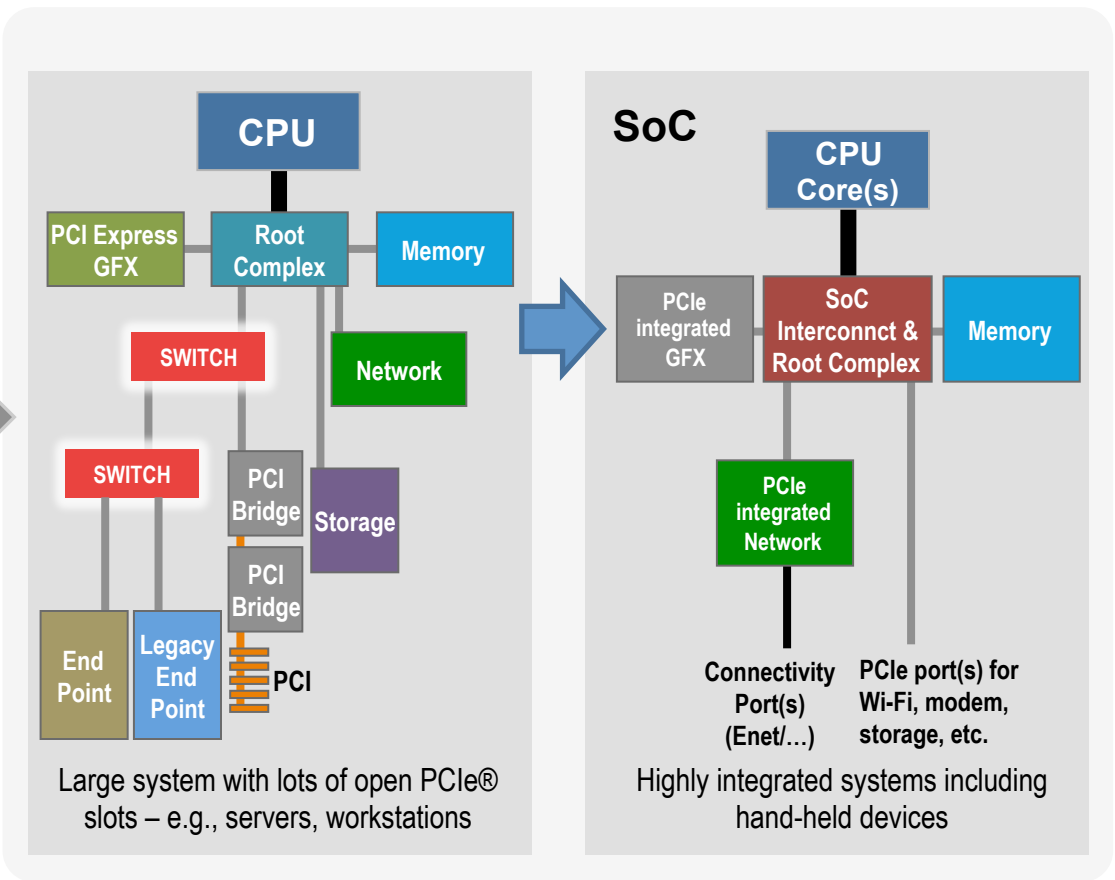 CPU
PCI Express
GFX
Root
Complex
Memory
SWITCH
Network
SWITCH
PCI
Bridge
Storage
PCI
Bridge
End
Point
Legacy
End
Point
PCI
Large system with lots of open PCIe®
slots – e.g., servers, workstations
SoC
CPU
Core(s)
PCIe
integrated
GFX
SoC
Interconnct &
Root Complex
Memory
PCIe
integrated
Network
Connectivity
Port(s)
(Enet/…)
PCIe port(s) for
Wi-Fi, modem,
storage, etc.
Highly integrated systems including
hand-held devices